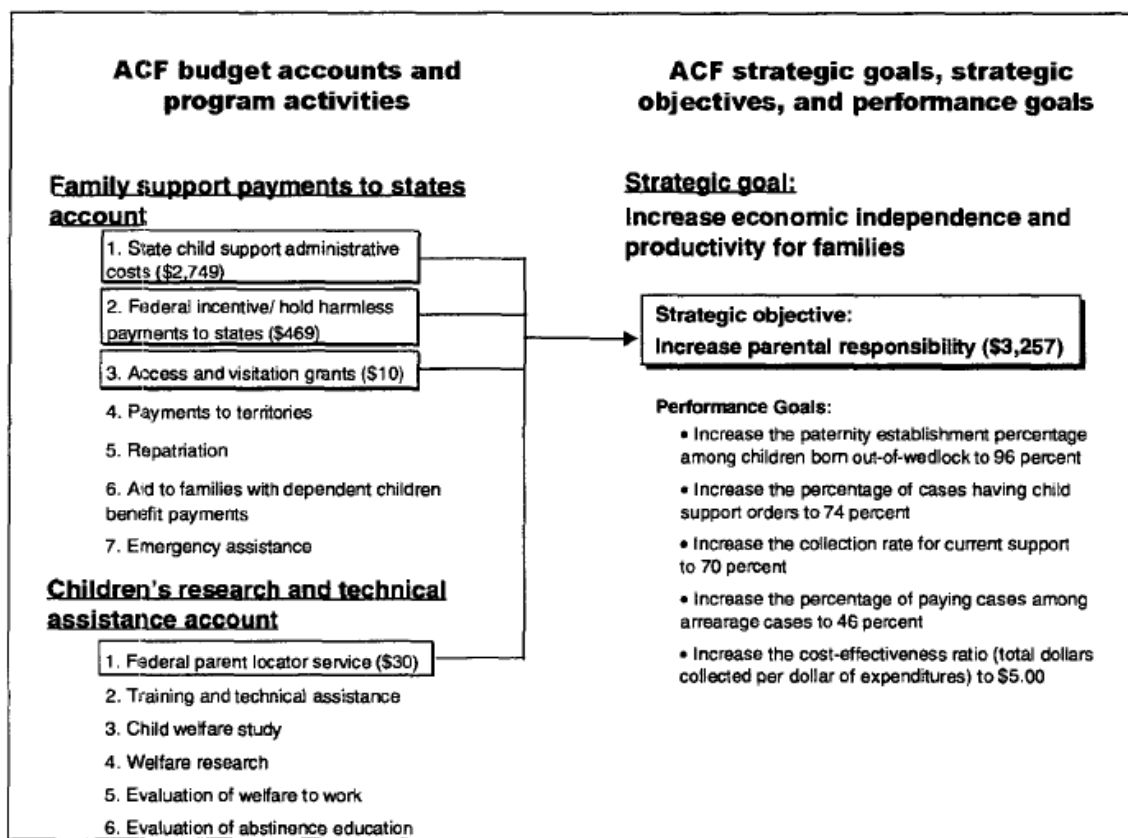 ACF budget accounts and
program activities
Family support payments to states
account
1. State child support administrative
costs ($2,749)
2. Federal incentive/ hold harmless
payments to states ($469)
3. Access and visitation grants ($10)
4. Payments to territories
5. Repatriation
6. Aid to families with dependent children
benefit payments
7. Emergency assistance
Children's research and technical
assistance account
1. Federal parent locator service ($30)
2. Training and technical assistance
3. Child welfare study
4. Welfare research
5. Evaluation of welfare to work
6. Evaluation of abstinence education
ACF strategic goals, strategic
objectives, and performance goals
Strategic goal:
Increase economic independence and
productivity for families
Strategic objective:
Increase parental responsibility ($3,257)
Performance Goals:
• Increase the paternity establishment percentage
among children born out-of-wedlock to 96 percent
• Increase the percentage of cases having child
support orders to 74 percent
• Increase the collection rate for current support
to 70 percent
• Increase the percentage of paying cases among
arrearage cases to 46 percent
• Increase the cost-effectiveness ratio (total dollars
collected per dollar of expenditures) to $5.00